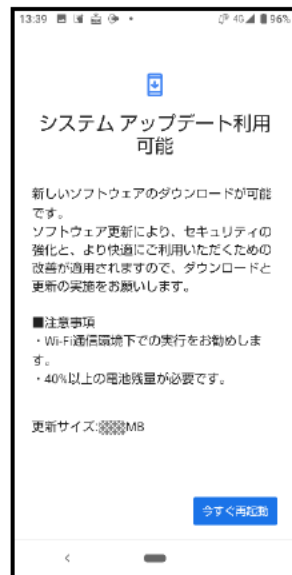 13:39 4G 96%
システム アップデート利用
可能
新しいソフトウェアのダウンロードが可能
です。
ソフトウェア更新により、セキュリティの
強化と、より快適にご利用いただくための
改善が適用されますので、ダウンロードと
更新の実施をお願いします。
■注意事項
・Wi-Fi通信環境下での実行をお勧めしま
す。
・40%以上の電池残量が必要です。
更新サイズ:MB
今すぐ再起動